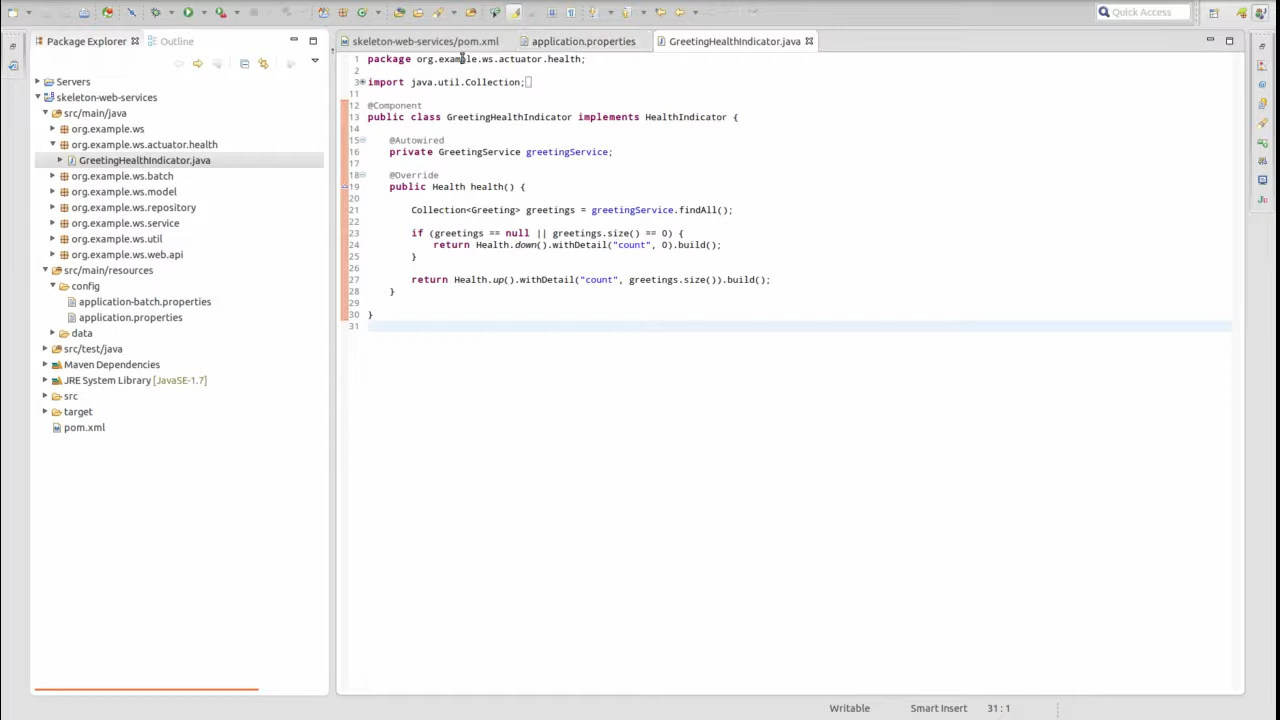 Quick Access
Package Explorer
Outline
Servers
skeleton-web-services
src/main/java
org.example.ws
org.example.ws.actuator.health
GreetingHealthIndicator.java
org.example.ws.batch
org.example.ws.model
org.example.ws.repository
org.example.ws.service
org.example.ws.util
org.example.ws.web.api
src/main/resources
config
application-batch.properties
application.properties
data
src/test/java
Maven Dependencies
JRE System Library [JavaSE-1.7]
src
target
pom.xml
skeleton-web-services/pom.xml
application.properties
GreetingHealthIndicator.java
1 package org.example.ws.actuator.health;
2
3 import java.util.Collection;
11
12 @Component
13 public class GreetingHealthIndicator implements HealthIndicator {
14
15 @Autowired
16 private GreetingService greetingService;
17
18 @Override
19 public Health health() {
20
21 Collection<Greeting> greetings = greetingService.findAll();
22
23 if (greetings == null || greetings.size() == 0) {
24 return Health.down().withDetail("count", 0).build();
25 }
26
27 return Health.up().withDetail("count", greetings.size()).build();
28 }
29
30 }
31
Ju
Writable
Smart Insert
31 : 1